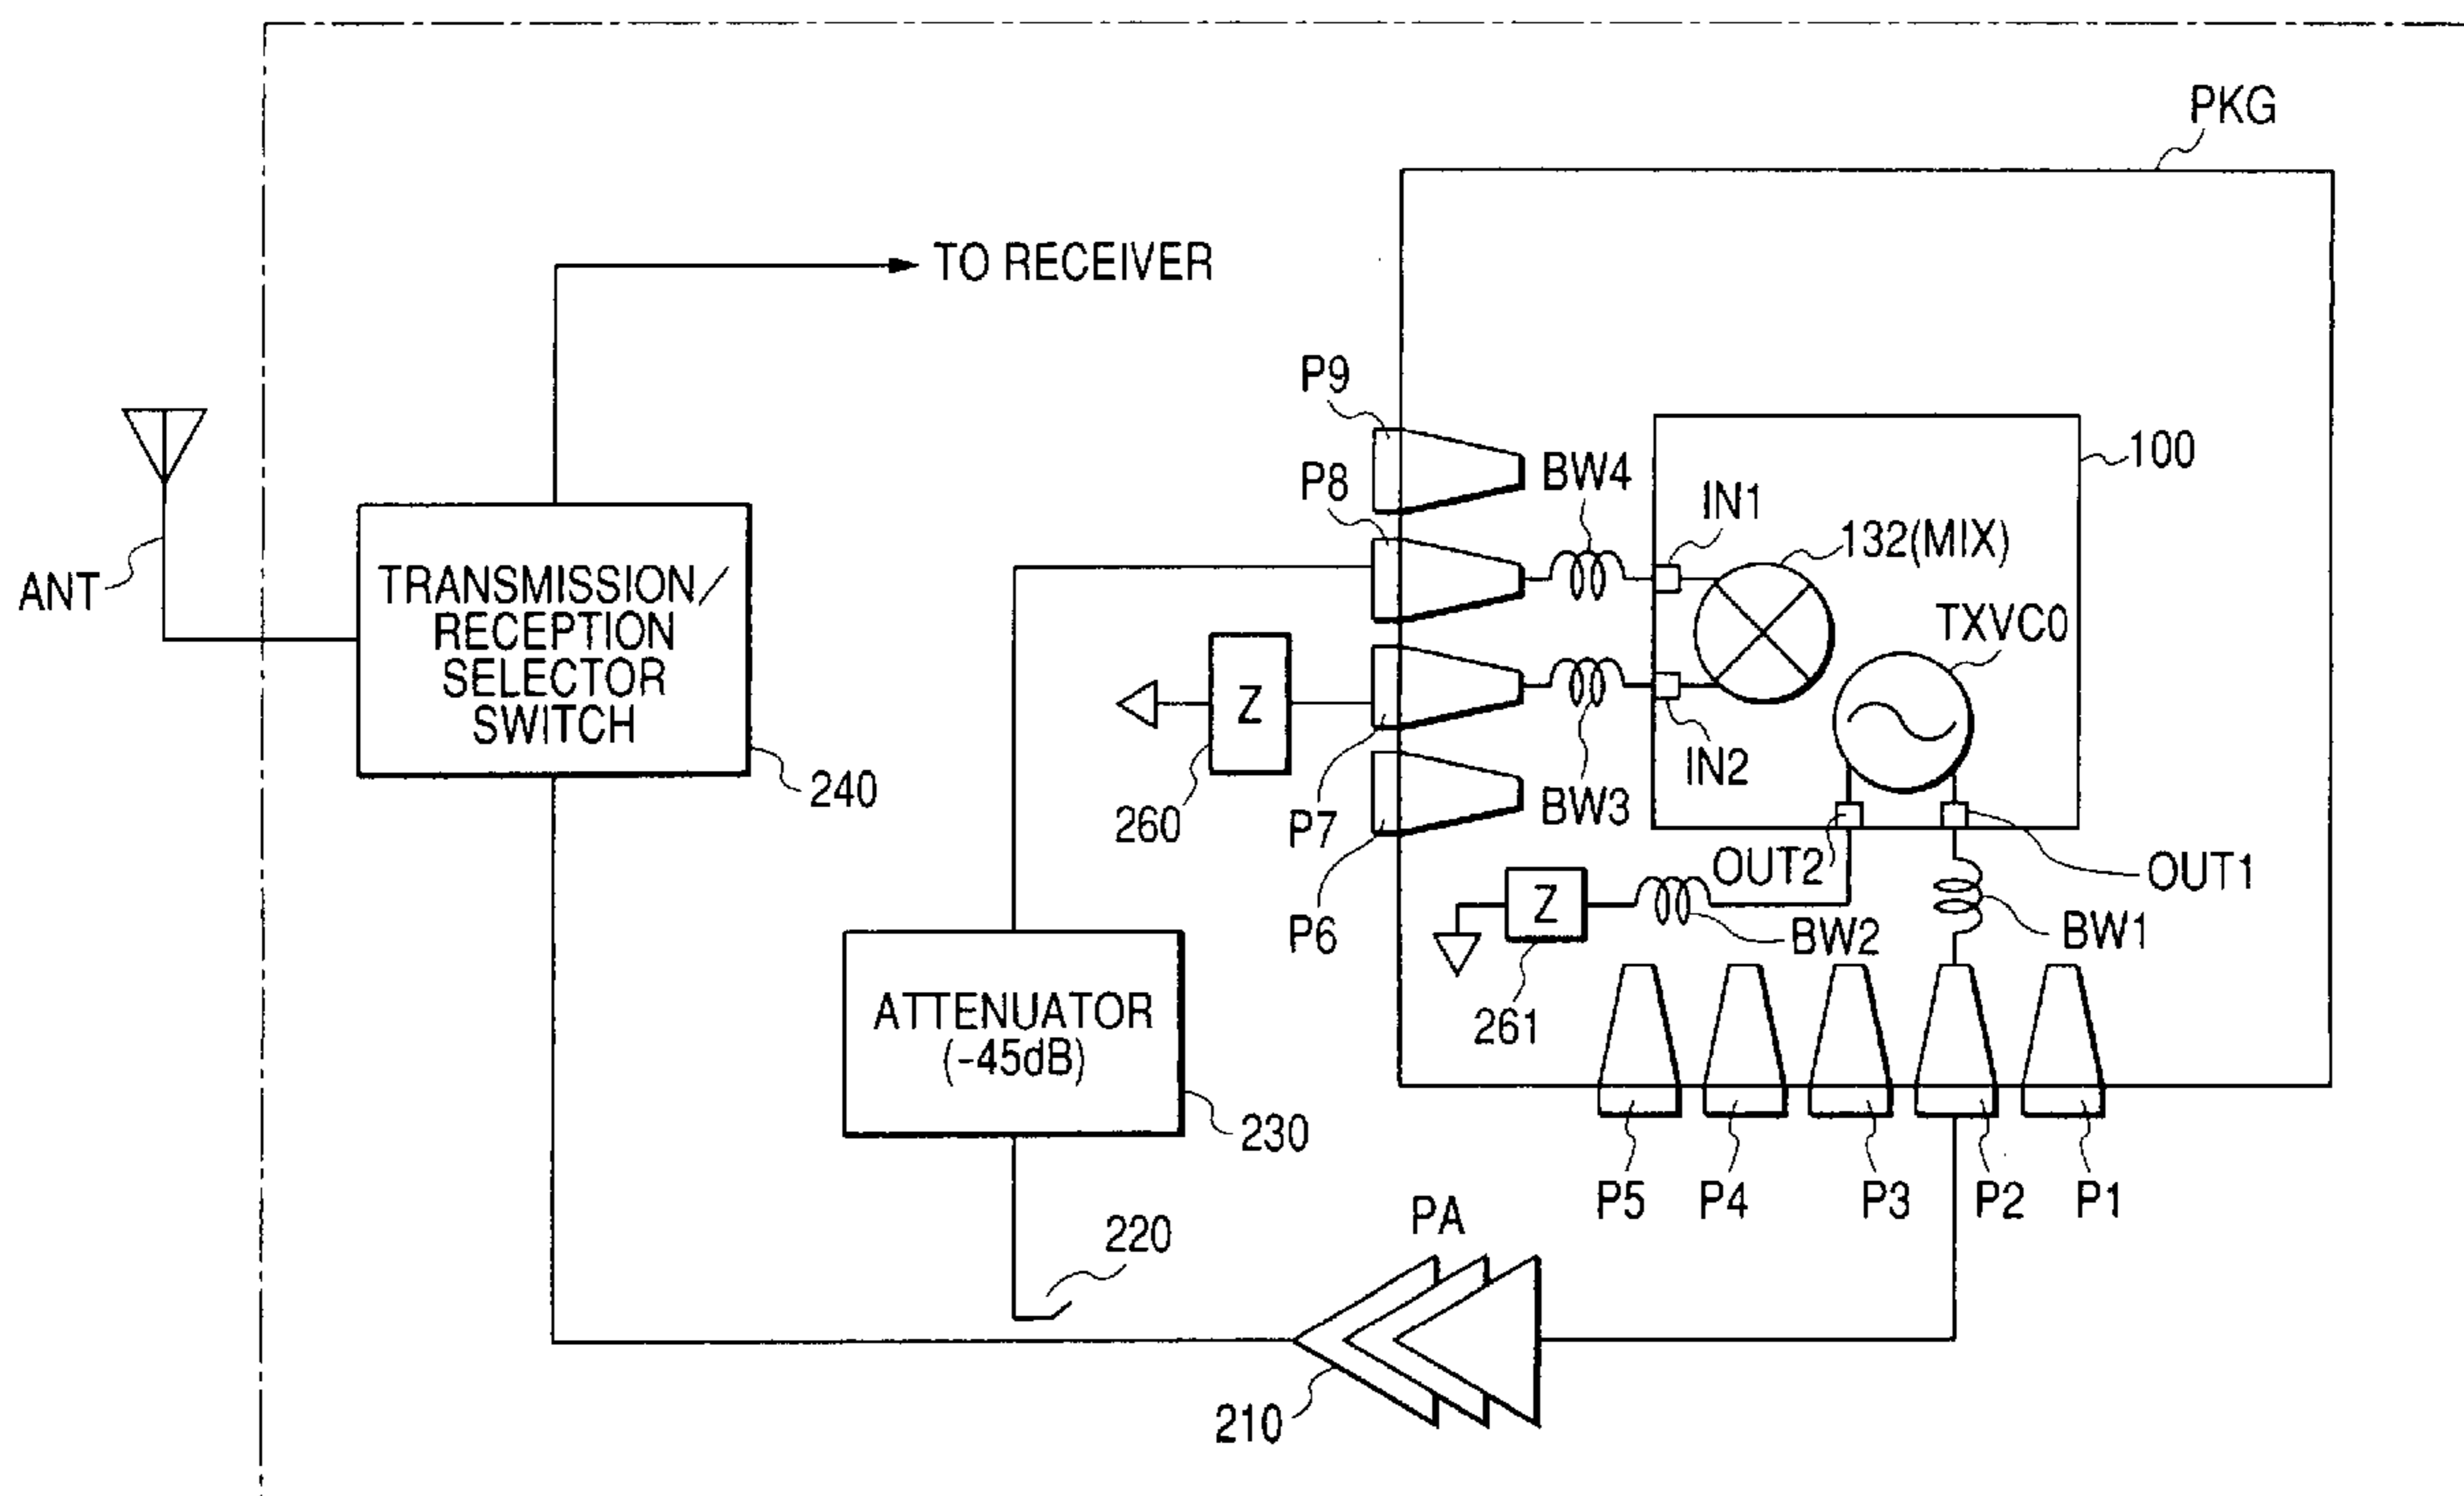 PKG
TO RECEIVER
P9
P8
BW4
IN1
100
132(MIX)
TXVCO
ANT
TRANSMISSION/
RECEPTION
SELECTOR
SWITCH
240
Z
260
P7
P6
BW3
IN2
OUT2
OUT1
Z
261
BW2
BW1
ATTENUATOR
(-45dB)
230
P5
P4
P3
P2
P1
PA
220
210